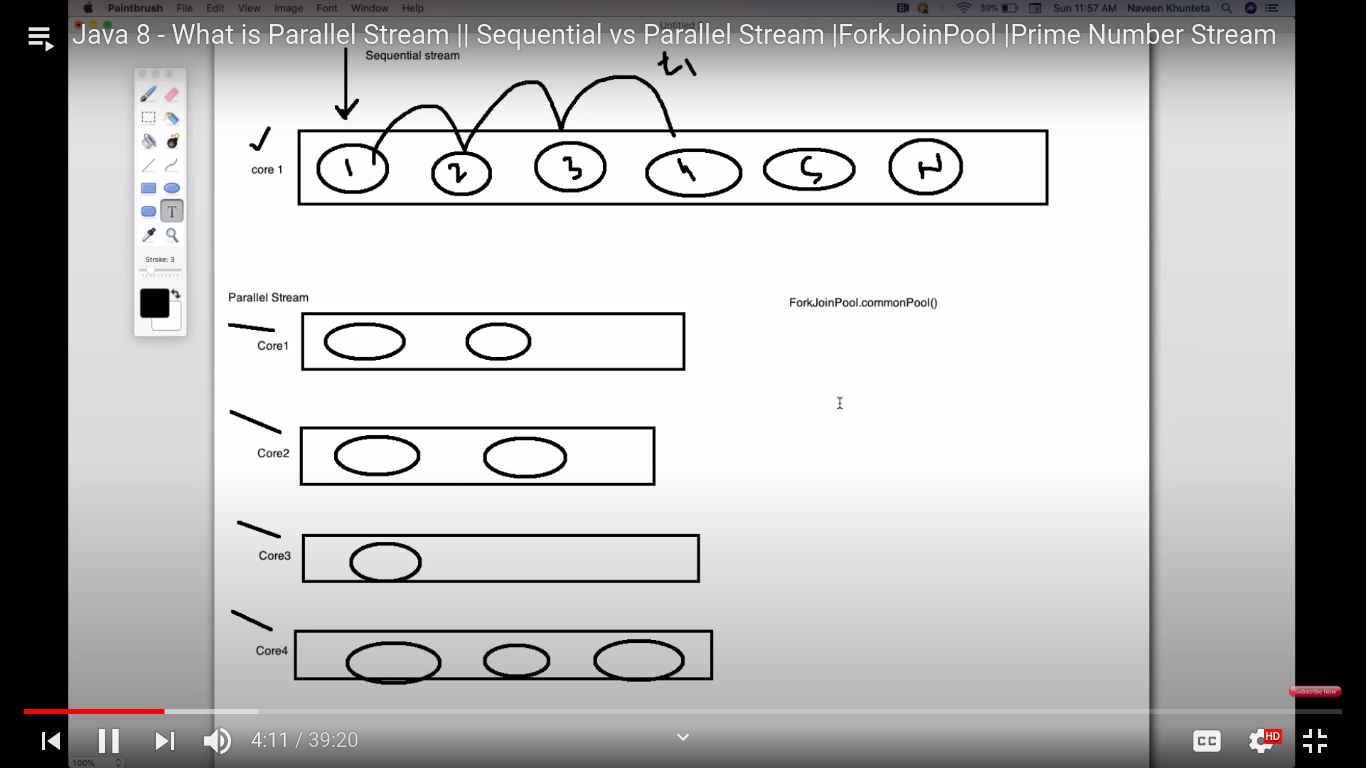 Paintbrush File Edit View Image Font Window Help 39% Sun 11:57 AM Naveen Khunteta
Java 8 - What is Parallel Stream || Sequential vs Parallel Stream |ForkJoinPool |Prime Number Stream
Sequential stream
t1
core 1
1 2 3 4 5 N
T
Stroke: 3
Parallel Stream
ForkJoinPool.commonPool()
Core1
Core2
Core3
Core4
Subscribe Now
4:11 / 39:20
CC
HD
100%